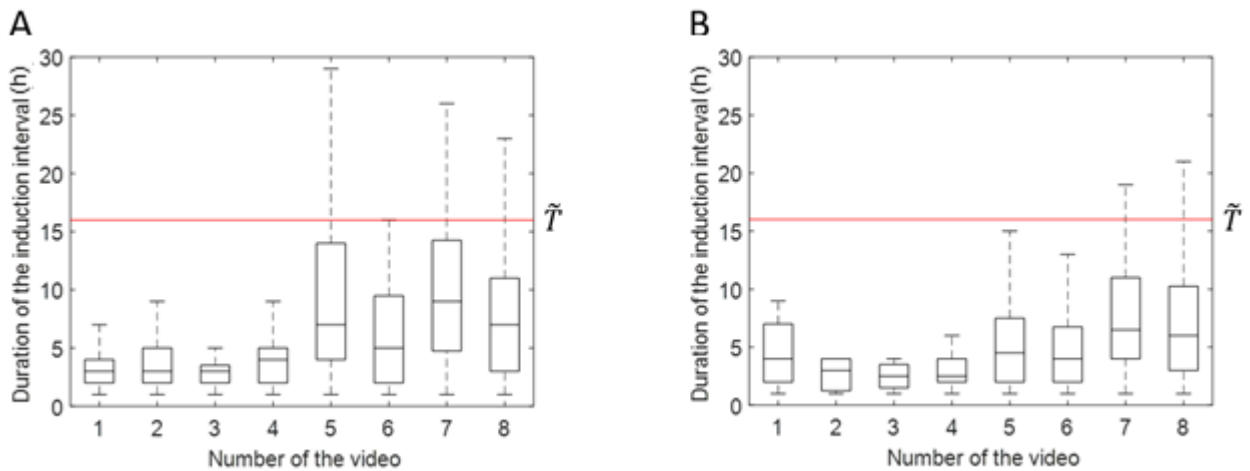 A
Duration of the induction interval (h)
30
25
20
15
10
5
0
T̃
1 2 3 4 5 6 7 8
Number of the video
B
Duration of the induction interval (h)
30
25
20
15
10
5
0
T̃
1 2 3 4 5 6 7 8
Number of the video